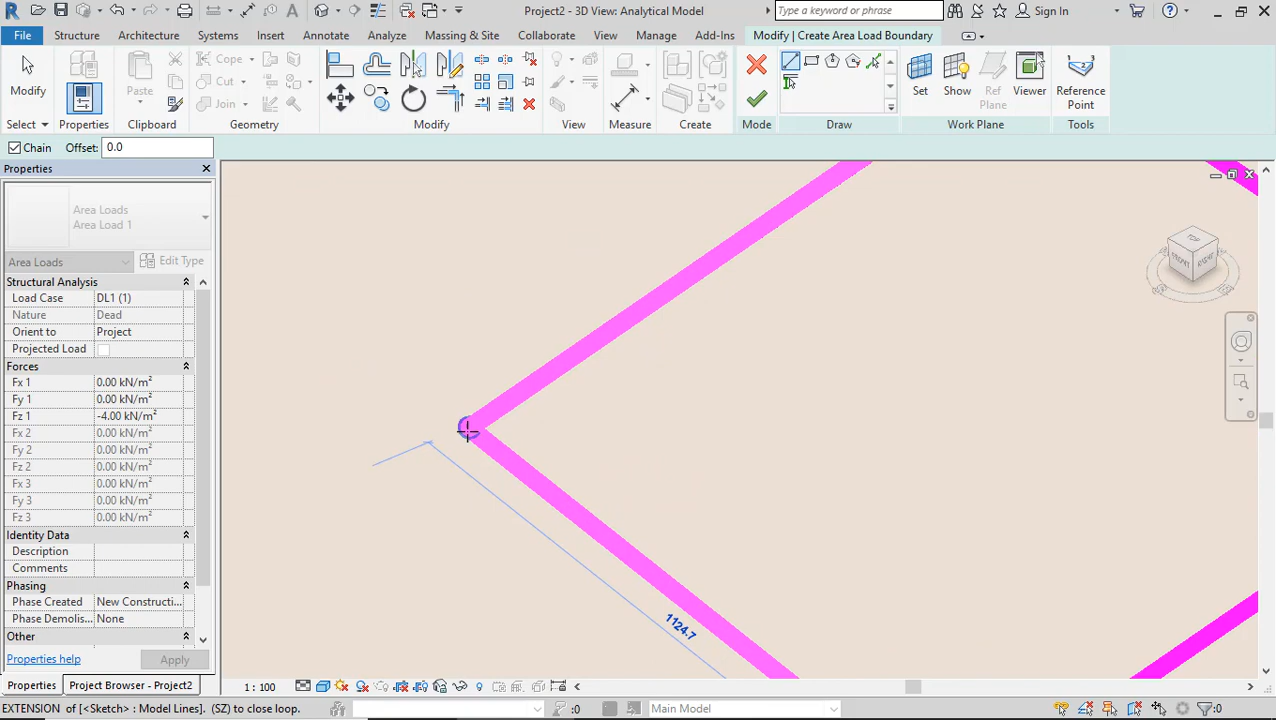 Project2 - 3D View: Analytical Model
Type a keyword or phrase
Sign In
File
Structure
Architecture
Systems
Insert
Annotate
Analyze
Massing & Site
Collaborate
View
Manage
Add-Ins
Modify | Create Area Load Boundary
Modify
Select
Properties
Paste
Clipboard
Cope
Cut
Join
Geometry
Modify
View
Measure
Create
Mode
Draw
Set
Show
Ref
Plane
Viewer
Work Plane
Reference
Point
Tools
Chain
Offset:
0.0
Properties
Area Loads
Area Load 1
Area Loads
Edit Type
Structural Analysis
Load Case DL1 (1)
Nature Dead
Orient to Project
Projected Load
Forces
Fx 1 0.00 kN/m²
Fy 1 0.00 kN/m²
Fz 1 -4.00 kN/m²
Fx 2 0.00 kN/m²
Fy 2 0.00 kN/m²
Fz 2 0.00 kN/m²
Fx 3 0.00 kN/m²
Fy 3 0.00 kN/m²
Fz 3 0.00 kN/m²
Identity Data
Description
Comments
Phasing
Phase Created New Constructi...
Phase Demolis... None
Other
Properties help
Apply
Properties
Project Browser - Project2
TOP
FRONT
RIGHT
1124.7
1 : 100
EXTENSION of [<Sketch> : Model Lines]. (SZ) to close loop.
:0
Main Model
:0